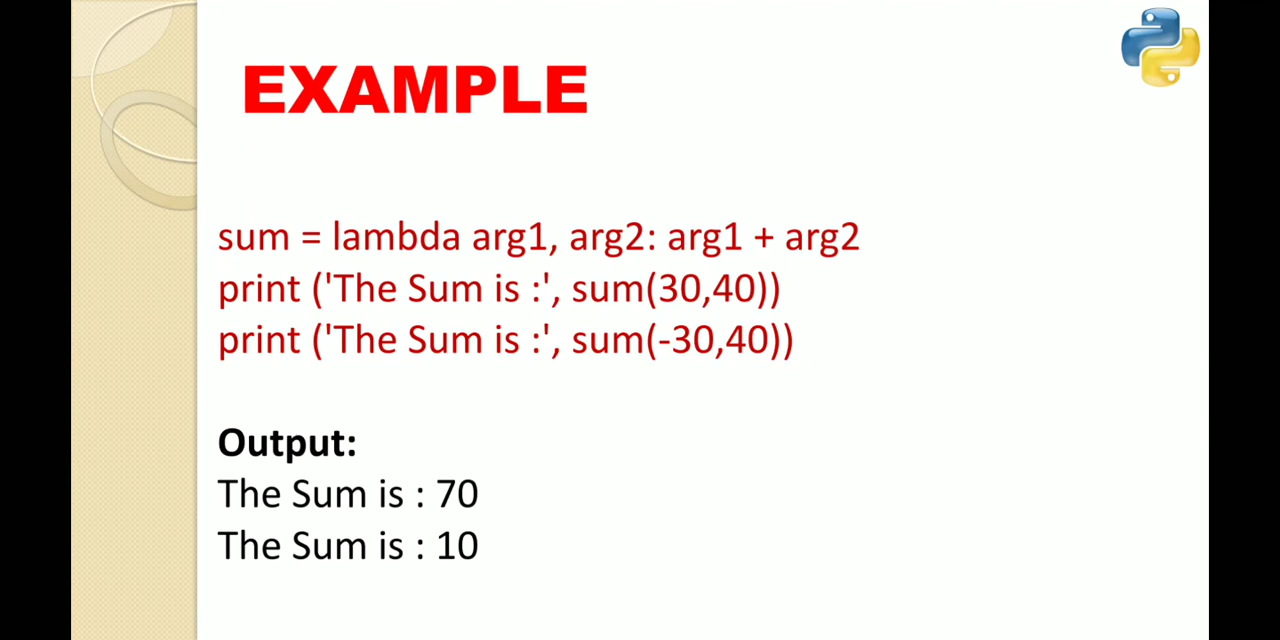 EXAMPLE
sum = lambda arg1, arg2: arg1 + arg2
print ('The Sum is :', sum(30,40))
print ('The Sum is :', sum(-30,40))
Output:
The Sum is : 70
The Sum is : 10